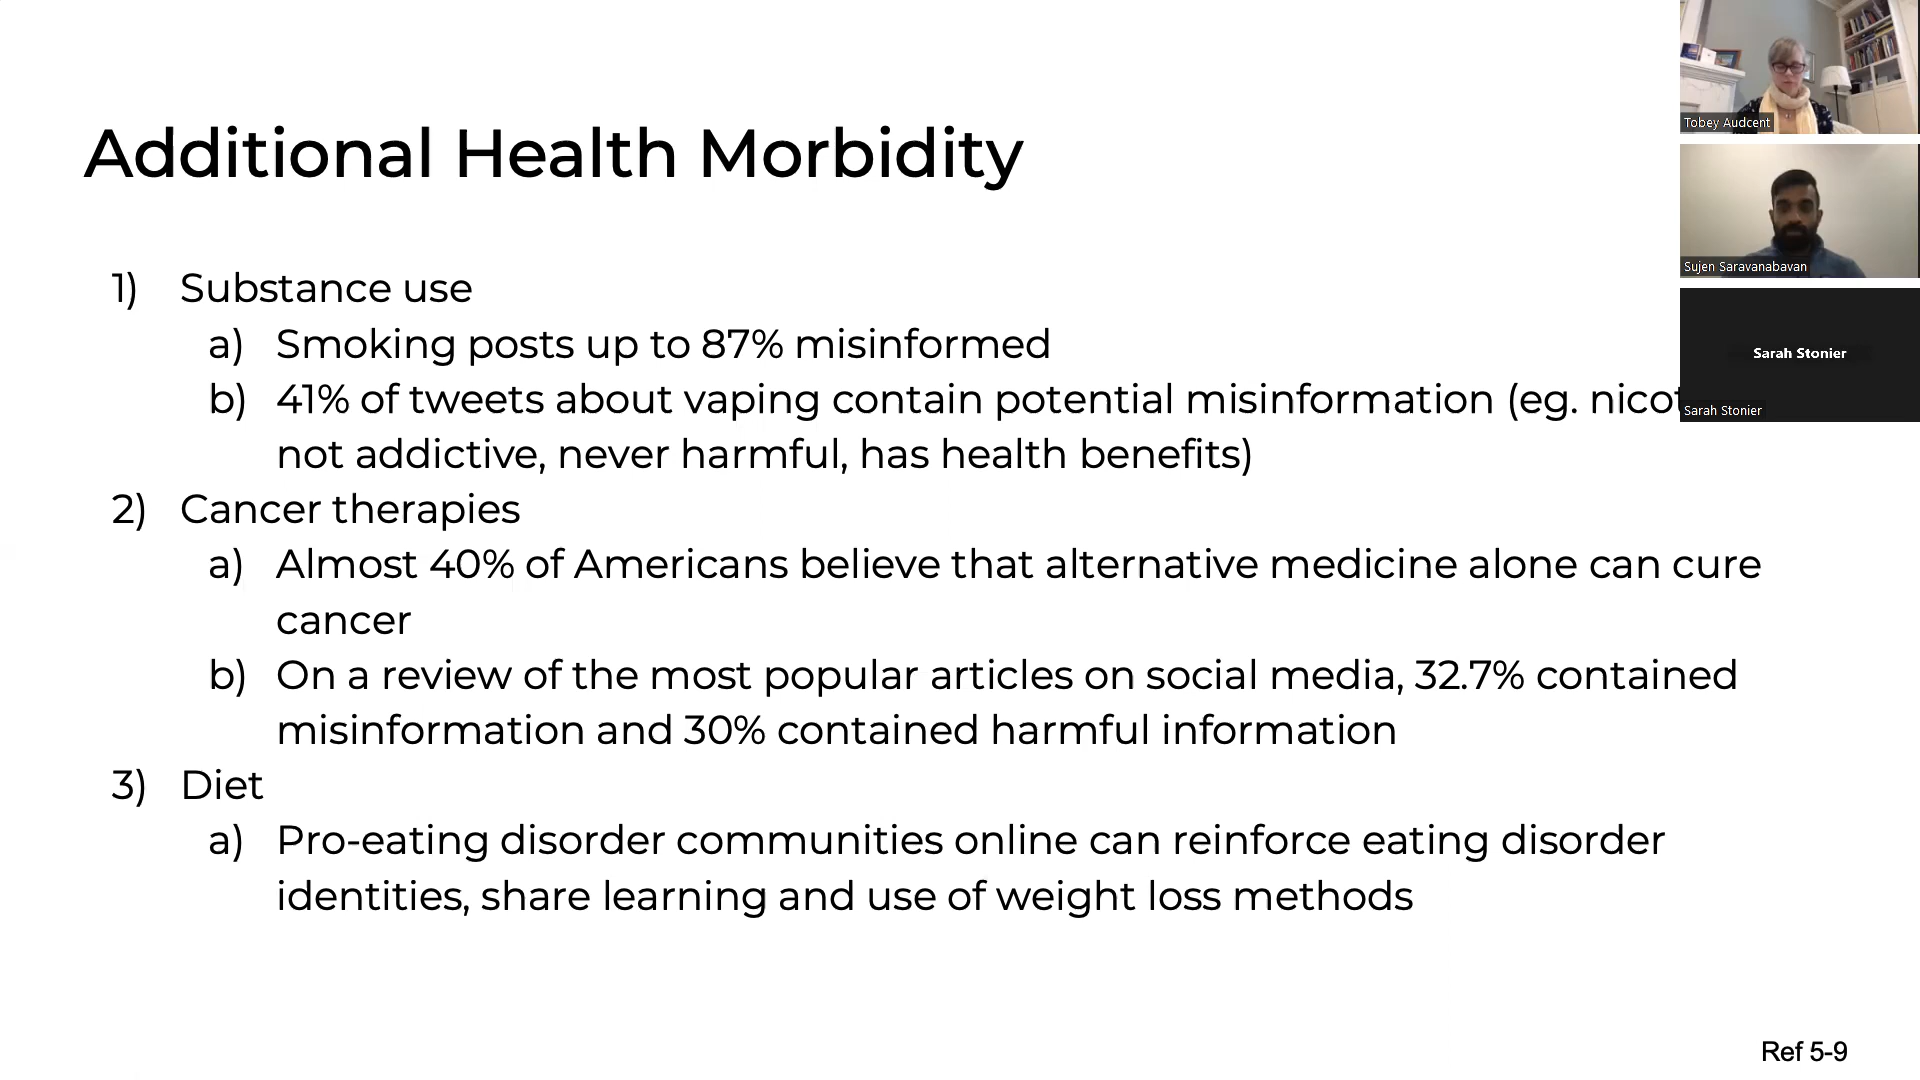 Additional Health Morbidity
1) Substance use
a) Smoking posts up to 87% misinformed
b) 41% of tweets about vaping contain potential misinformation (eg.
not addictive, never harmful, has health benefits)
2) Cancer therapies
a) Almost 40% of Americans believe that alternative medicine alone can cure
cancer
b) On a review of the most popular articles on social media, 32.7% contained
misinformation and 30% contained harmful information
3) Diet
a) Pro-eating disorder communities online can reinforce eating disorder
identities, share learning and use of weight loss methods
Ref 5-9
Tobey Audcent
Sujen Saravanabavan
Sarah Stonier
Sarah Stonier